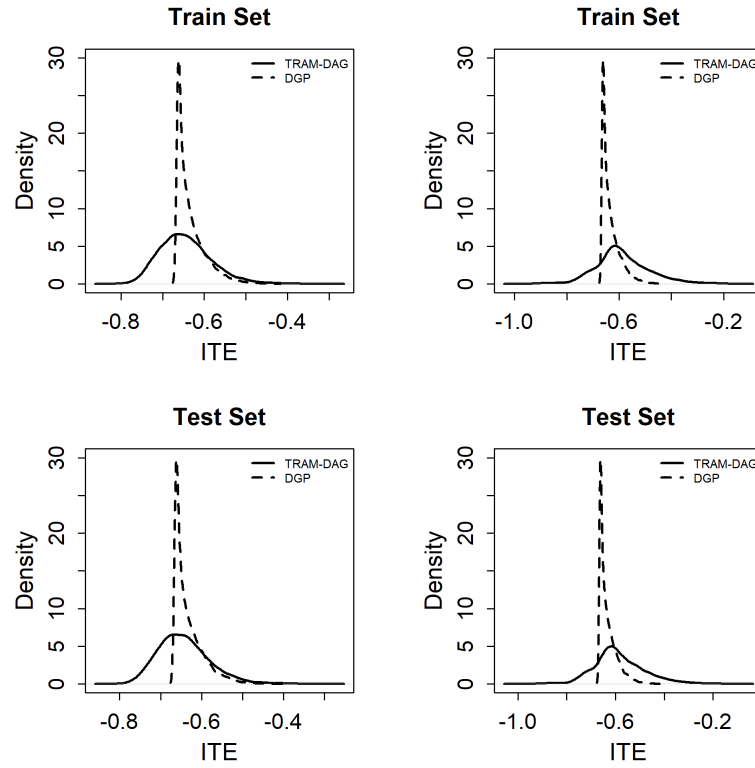 Train Set
Density
30
20
10
5
0
TRAM-DAG
DGP
-0.8
-0.6
-0.4
ITE
Train Set
Density
30
20
10
5
0
TRAM-DAG
DGP
-1.0
-0.6
-0.2
ITE
Test Set
Density
30
20
10
5
0
TRAM-DAG
DGP
-0.8
-0.6
-0.4
ITE
Test Set
Density
30
20
10
5
0
TRAM-DAG
DGP
-1.0
-0.6
-0.2
ITE